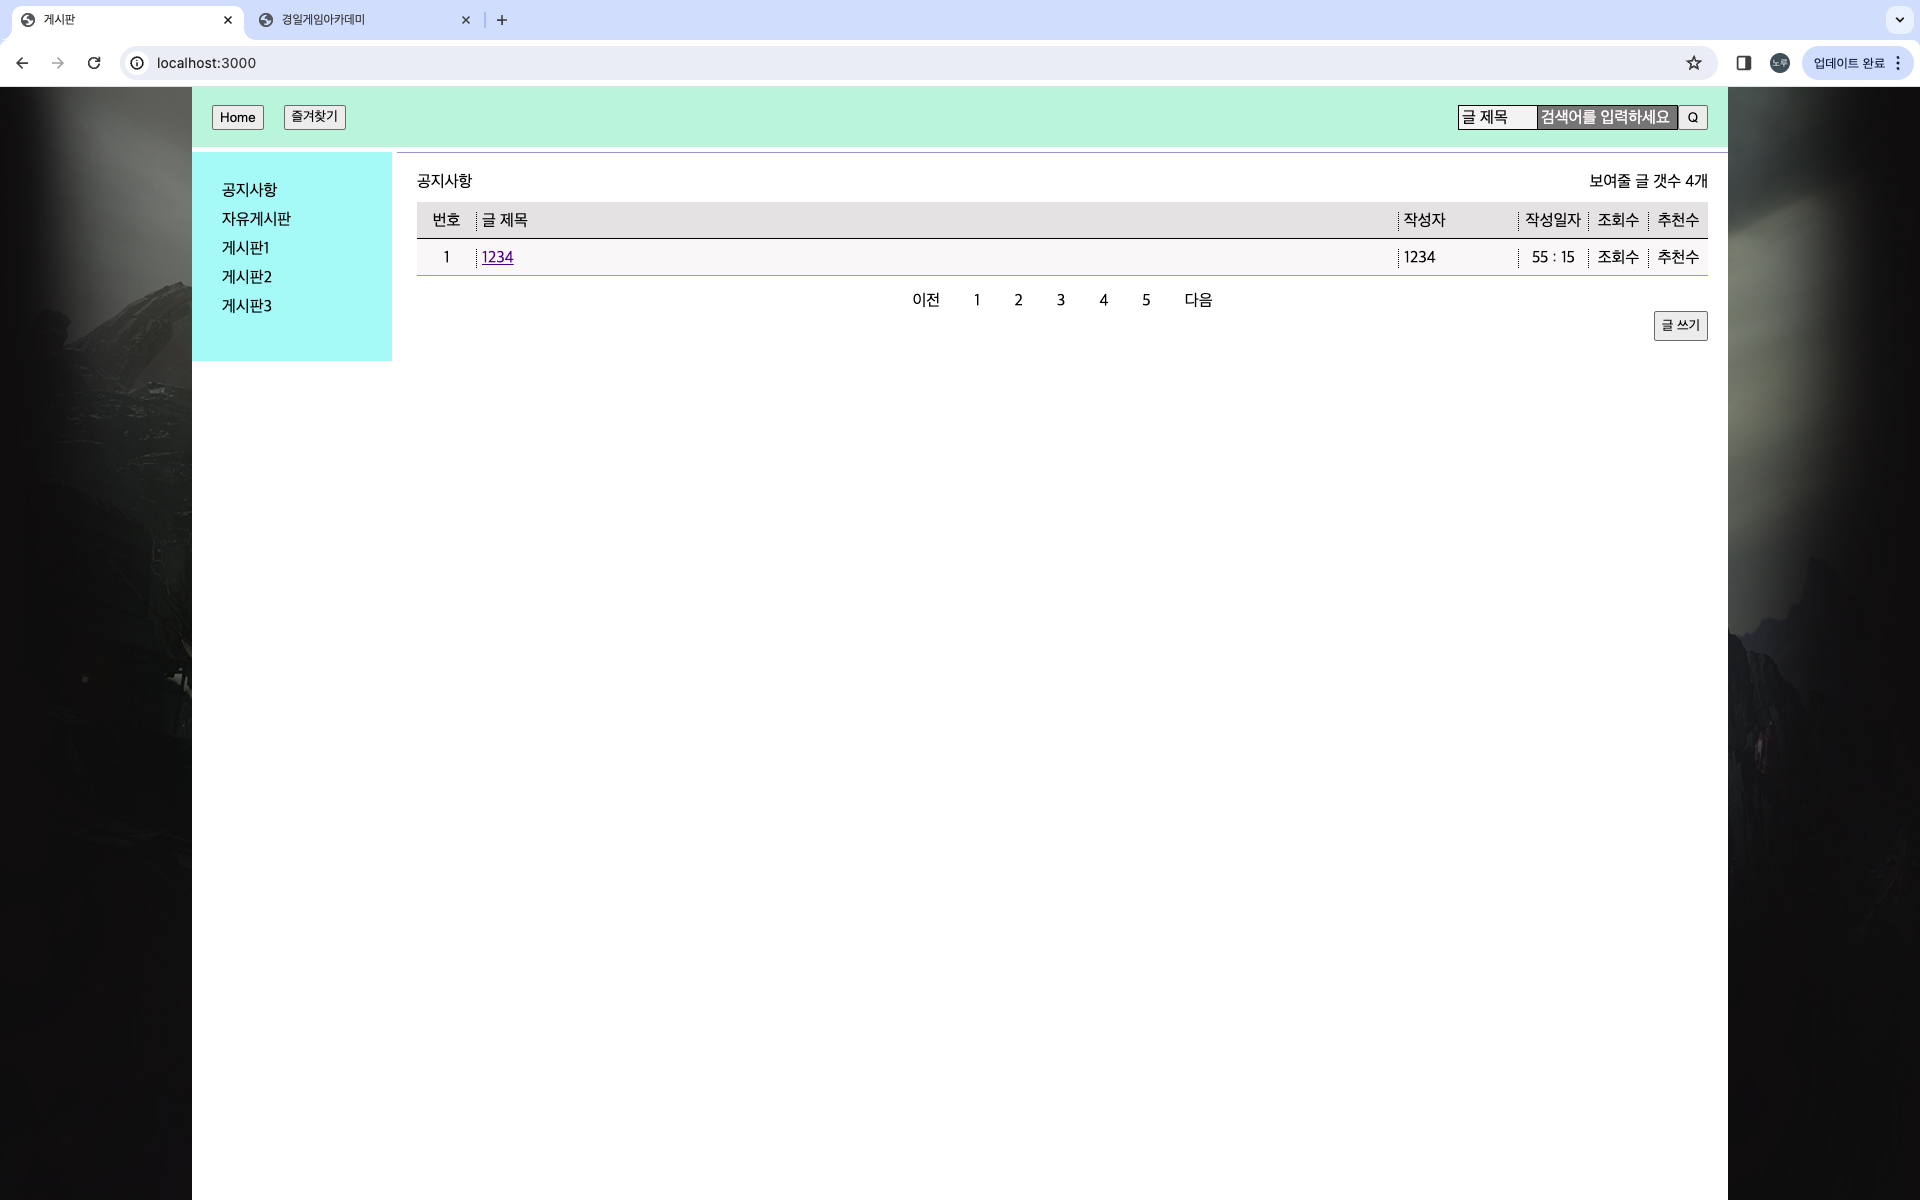 게시판 경일게임아카데미
localhost:3000 노루 업데이트 완료
Home 즐겨찾기 글 제목 검색어를 입력하세요 Q
공지사항
자유게시판
게시판1
게시판2
게시판3
공지사항 보여줄 글 갯수 4개
번호 글 제목 작성자 작성일자 조회수 추천수
1 1234 1234 55 : 15 조회수 추천수
이전 1 2 3 4 5 다음
글 쓰기